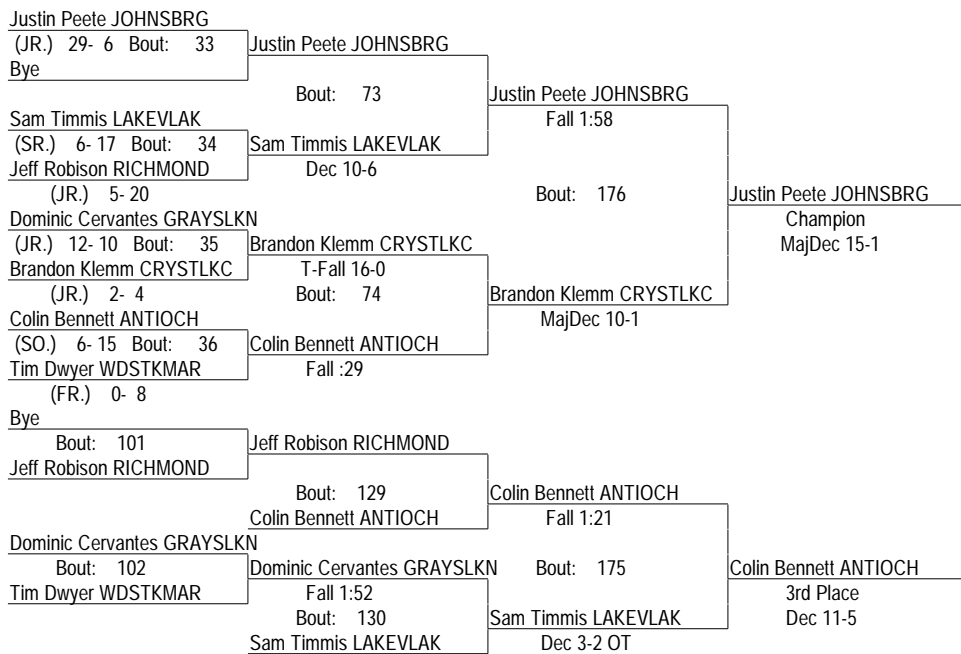 Justin Peete JOHNSBRG
(JR.) 29- 6 Bout: 33 Justin Peete JOHNSBRG
Bye
Bout: 73 Justin Peete JOHNSBRG
Sam Timmis LAKEVLAK Fall 1:58
(SR.) 6- 17 Bout: 34 Sam Timmis LAKEVLAK
Jeff Robison RICHMOND Dec 10-6
(JR.) 5- 20 Bout: 176 Justin Peete JOHNSBRG
Dominic Cervantes GRAYSLKN Champion
(JR.) 12- 10 Bout: 35 Brandon Klemm CRYSTLKC MajDec 15-1
Brandon Klemm CRYSTLKC T-Fall 16-0
(JR.) 2- 4 Bout: 74 Brandon Klemm CRYSTLKC
Colin Bennett ANTIOCH MajDec 10-1
(SO.) 6- 15 Bout: 36 Colin Bennett ANTIOCH
Tim Dwyer WDSTKMAR Fall :29
(FR.) 0- 8
Bye
Bout: 101 Jeff Robison RICHMOND
Jeff Robison RICHMOND
Bout: 129 Colin Bennett ANTIOCH
Colin Bennett ANTIOCH Fall 1:21
Dominic Cervantes GRAYSLKN
Bout: 102 Dominic Cervantes GRAYSLKN Bout: 175 Colin Bennett ANTIOCH
Tim Dwyer WDSTKMAR Fall 1:52 3rd Place
Bout: 130 Sam Timmis LAKEVLAK Dec 11-5
Sam Timmis LAKEVLAK Dec 3-2 OT